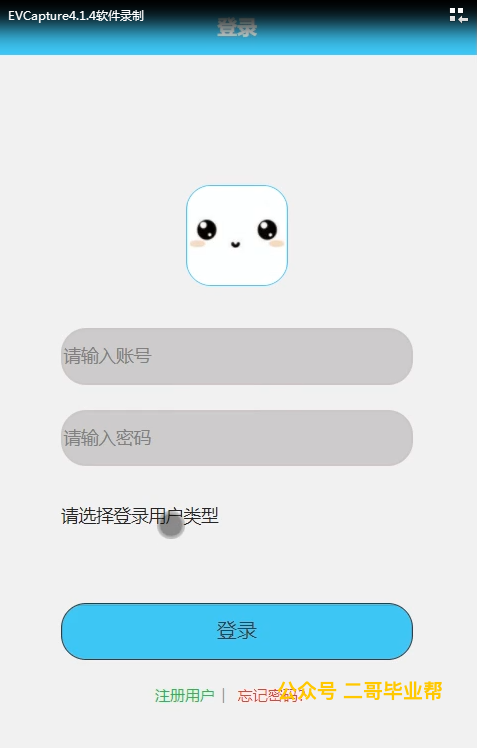 EVCapture4.1.4软件录制
登录
请输入账号
请输入密码
请选择登录用户类型
登录
注册用户 | 忘记密码?
公众号 二哥毕业帮